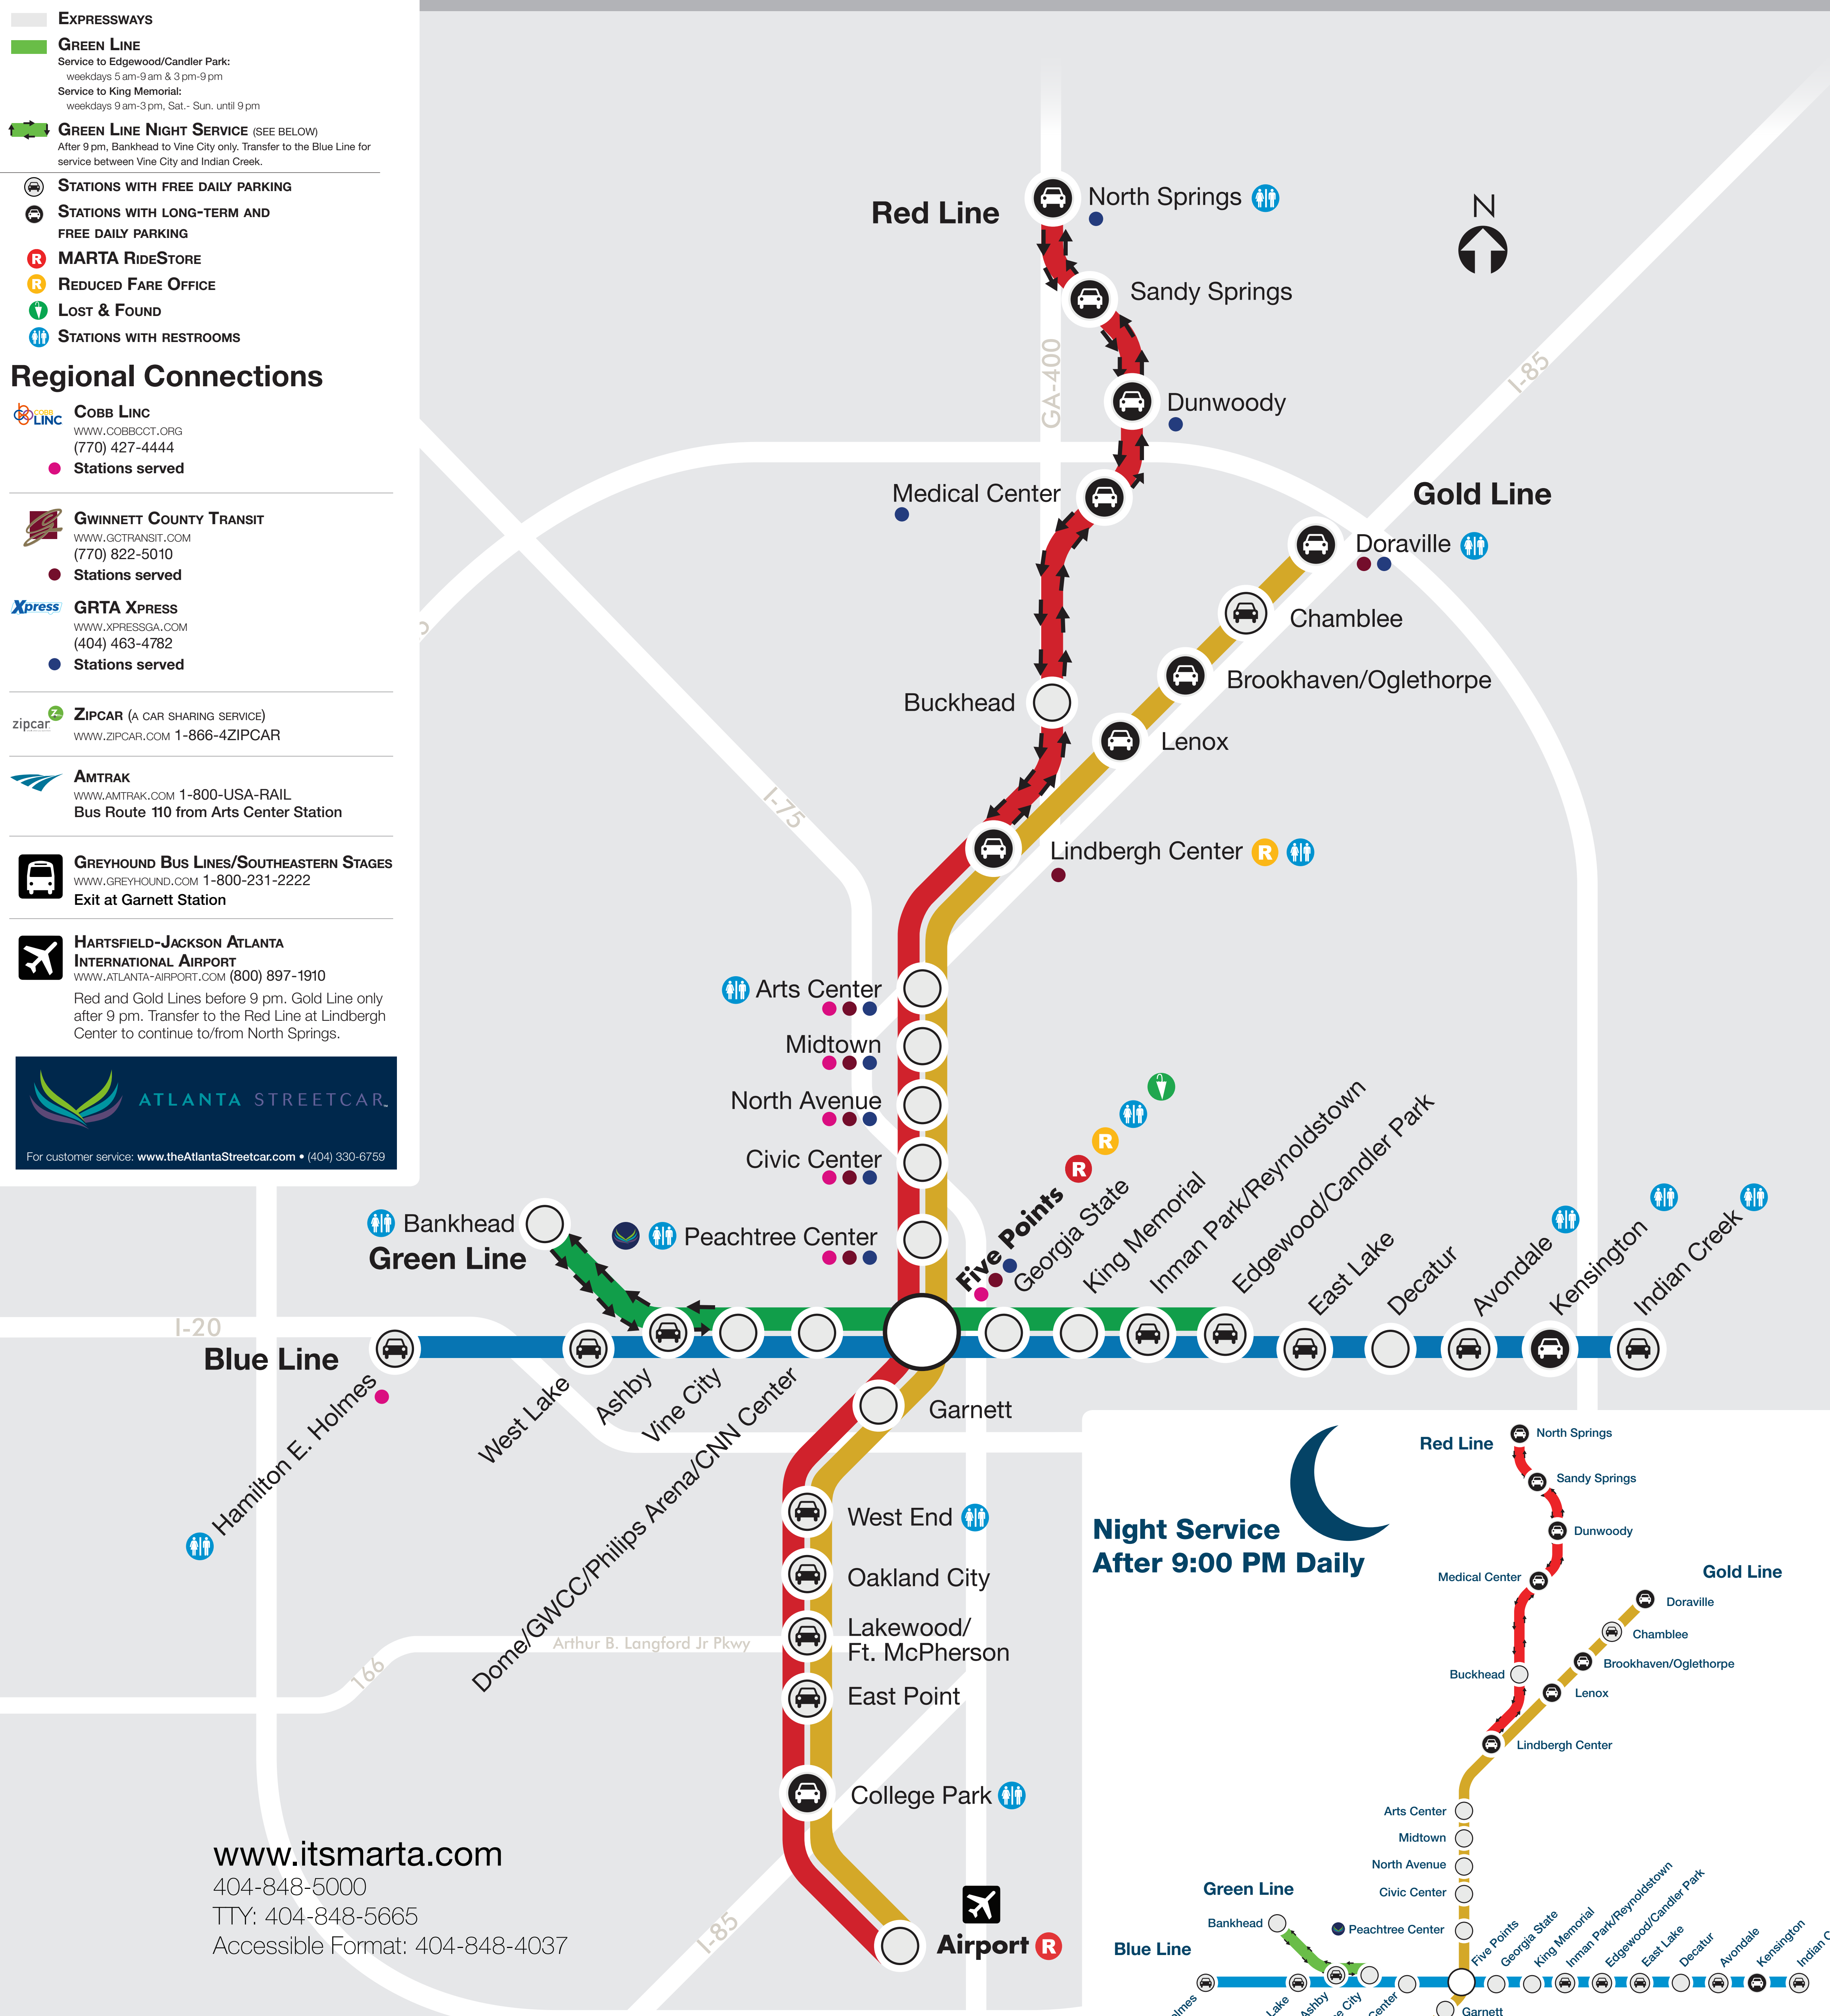 EXPRESSWAYS
GREEN LINE
Service to Edgewood/Candler Park:
weekdays 5 am-9 am & 3 pm-9 pm
Service to King Memorial:
weekdays 9 am-3 pm, Sat.- Sun. until 9 pm
GREEN LINE NIGHT SERVICE (SEE BELOW)
After 9 pm, Bankhead to Vine City only. Transfer to the Blue Line for
service between Vine City and Indian Creek.
STATIONS WITH FREE DAILY PARKING
STATIONS WITH LONG-TERM AND
FREE DAILY PARKING
R MARTA RIDESTORE
R REDUCED FARE OFFICE
LOST & FOUND
STATIONS WITH RESTROOMS
Regional Connections
COBB LINC
COBB LINC
WWW.COBBCCT.ORG
(770) 427-4444
Stations served
GWINNETT COUNTY TRANSIT
WWW.GCTRANSIT.COM
(770) 822-5010
Stations served
Xpress GRTA XPRESS
WWW.XPRESSGA.COM
(404) 463-4782
Stations served
zipcar Z ZIPCAR (A CAR SHARING SERVICE)
WWW.ZIPCAR.COM 1-866-4ZIPCAR
AMTRAK
WWW.AMTRAK.COM 1-800-USA-RAIL
Bus Route 110 from Arts Center Station
GREYHOUND BUS LINES/SOUTHEASTERN STAGES
WWW.GREYHOUND.COM 1-800-231-2222
Exit at Garnett Station
HARTSFIELD-JACKSON ATLANTA
INTERNATIONAL AIRPORT
WWW.ATLANTA-AIRPORT.COM (800) 897-1910
Red and Gold Lines before 9 pm. Gold Line only
after 9 pm. Transfer to the Red Line at Lindbergh
Center to continue to/from North Springs.
ATLANTA STREETCAR
For customer service: www.theAtlantaStreetcar.com • (404) 330-6759
N
Red Line
North Springs
Sandy Springs
GA-400
I-85
Dunwoody
Medical Center
Gold Line
Doraville
Chamblee
Brookhaven/Oglethorpe
Buckhead
Lenox
I-75
Lindbergh Center R
Arts Center
Midtown
North Avenue
Civic Center
Peachtree Center
Bankhead
Green Line
Five Points R R
Georgia State
King Memorial
Inman Park/Reynoldstown
Edgewood/Candler Park
East Lake
Decatur
Avondale
Kensington
Indian Creek
I-20
Blue Line
Hamilton E. Holmes
West Lake
Ashby
Vine City
Dome/GWCC/Philips Arena/CNN Center
Garnett
West End
Oakland City
Lakewood/
Ft. McPherson
Arthur B. Langford Jr Pkwy
166
East Point
College Park
I-85
Airport R
www.itsmarta.com
404-848-5000
TTY: 404-848-5665
Accessible Format: 404-848-4037
Night Service
After 9:00 PM Daily
Red Line
North Springs
Sandy Springs
Dunwoody
Medical Center
Gold Line
Doraville
Chamblee
Brookhaven/Oglethorpe
Buckhead
Lenox
Lindbergh Center
Arts Center
Midtown
North Avenue
Civic Center
Green Line
Bankhead
Peachtree Center
Blue Line
Five Points
Georgia State
King Memorial
Inman Park/Reynoldstown
Edgewood/Candler Park
East Lake
Decatur
Avondale
Kensington
Indian
Lake
Ashby
City
Center
Garnett